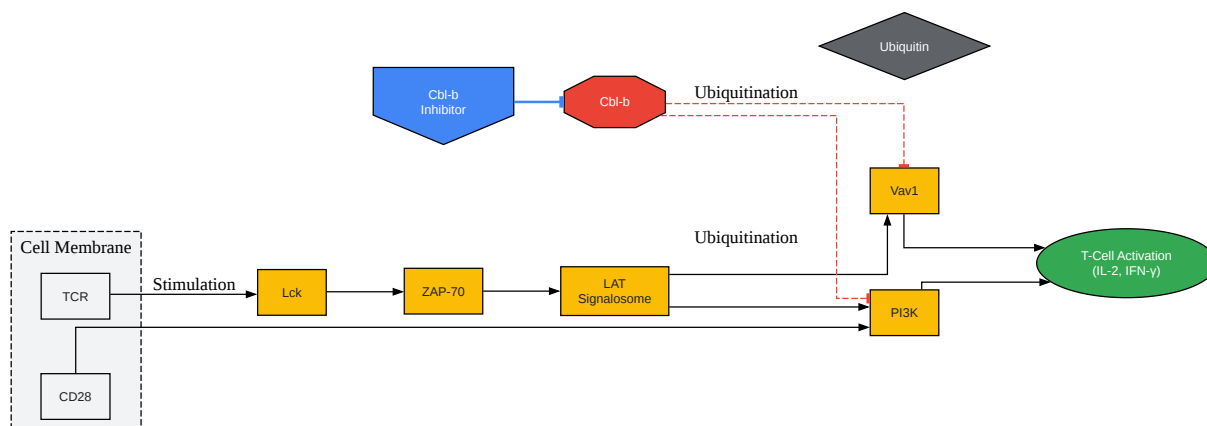 Ubiquitin
Cbl-b
Inhibitor
Cbl-b
Ubiquitination
Vav1
Cell Membrane
Ubiquitination
T-Cell Activation
(IL-2, IFN-γ)
TCR
Stimulation
Lck
ZAP-70
LAT
Signalosome
PI3K
CD28